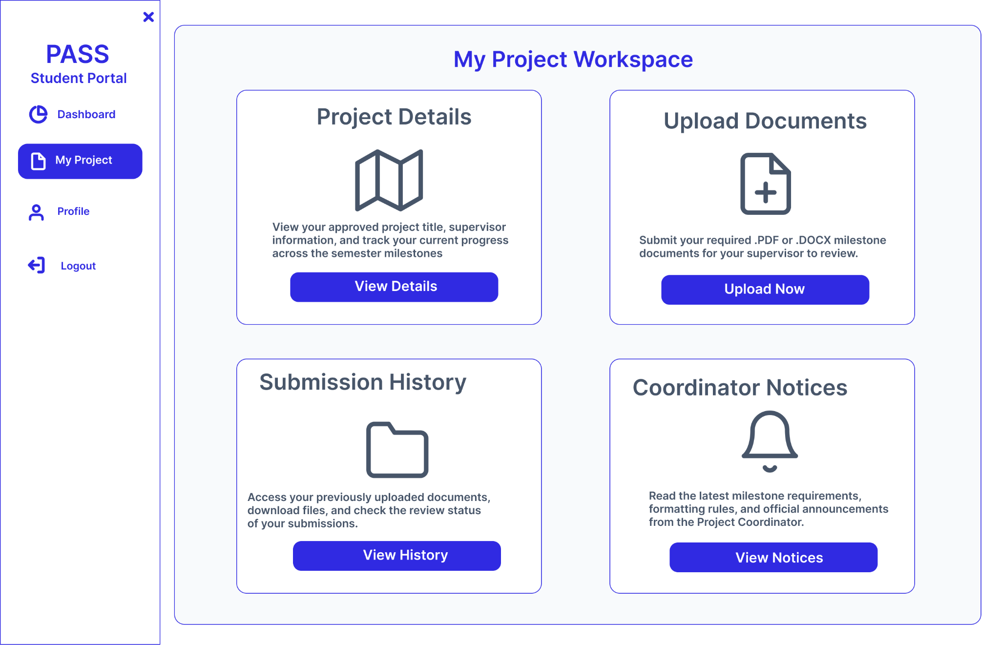 PASS
Student Portal
Dashboard
My Project
Profile
Logout
My Project Workspace
Project Details
View your approved project title, supervisor
information, and track your current progress
across the semester milestones
View Details
Upload Documents
Submit your required .PDF or .DOCX milestone
documents for your supervisor to review.
Upload Now
Submission History
Access your previously uploaded documents,
download files, and check the review status
of your submissions.
View History
Coordinator Notices
Read the latest milestone requirements,
formatting rules, and official announcements
from the Project Coordinator.
View Notices